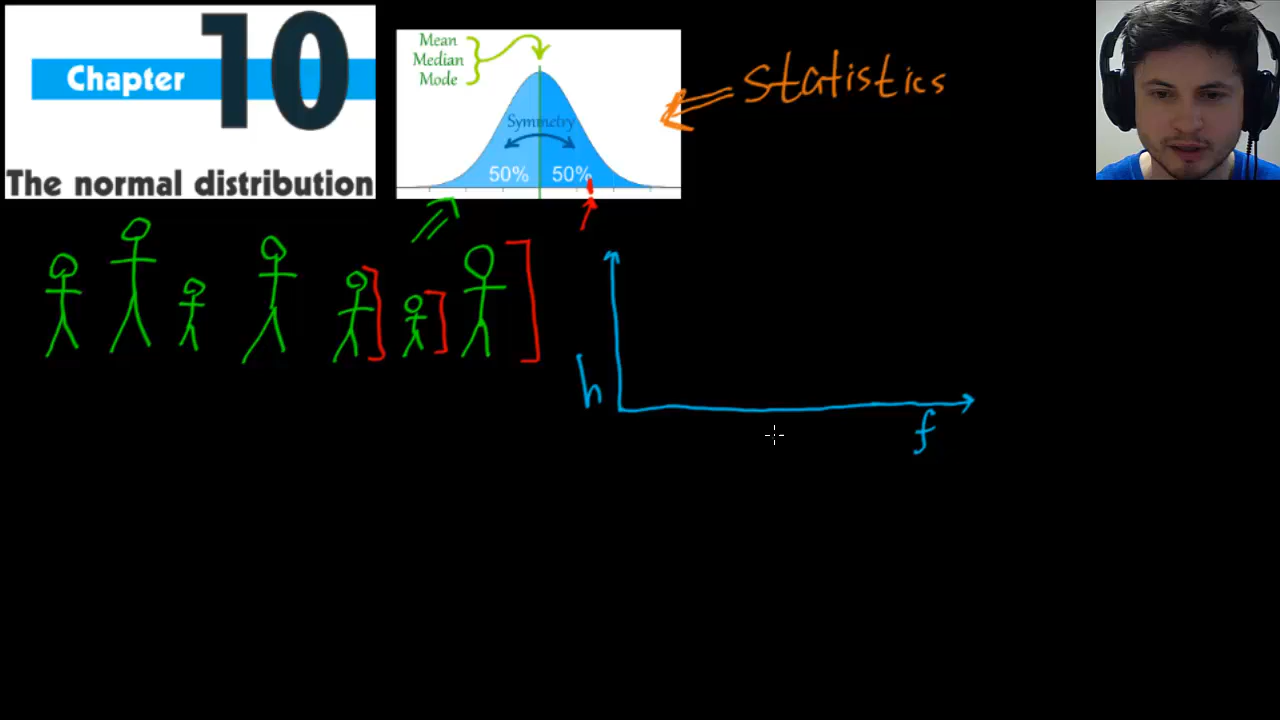 Chapter 10
The normal distribution
Mean
Median
Mode
Symmetry
50% 50%
Statistics
h
f